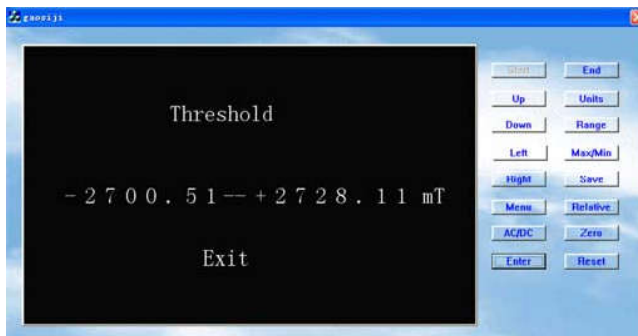 gaosiji
Threshold
-2700.51--+2728.11 mT
Exit
Start End
Up Units
Down Range
Left Max/Min
Right Save
Menu Relative
AC/DC Zero
Enter Reset